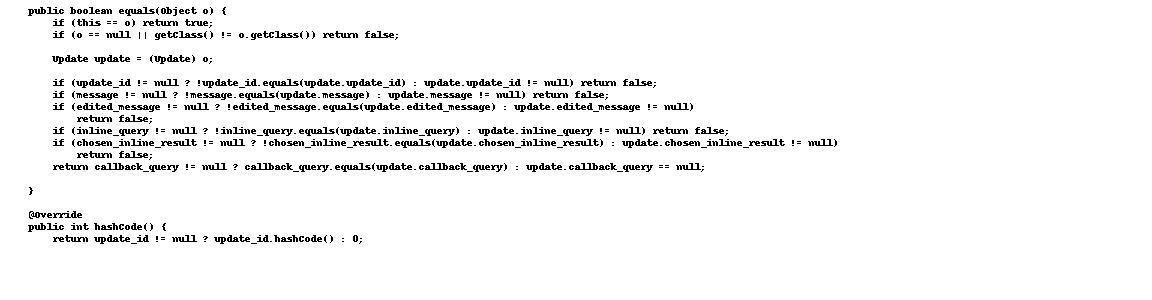 public boolean equals(Object o) {
if (this == o) return true;
if (o == null || getClass() != o.getClass()) return false;
Update update = (Update) o;
if (update_id != null ? !update_id.equals(update.update_id) : update.update_id != null) return false;
if (message != null ? !message.equals(update.message) : update.message != null) return false;
if (edited_message != null ? !edited_message.equals(update.edited_message) : update.edited_message != null)
return false;
if (inline_query != null ? !inline_query.equals(update.inline_query) : update.inline_query != null) return false;
if (chosen_inline_result != null ? !chosen_inline_result.equals(update.chosen_inline_result) : update.chosen_inline_result != null)
return false;
return callback_query != null ? callback_query.equals(update.callback_query) : update.callback_query == null;
}
@Override
public int hashCode() {
return update_id != null ? update_id.hashCode() : 0;